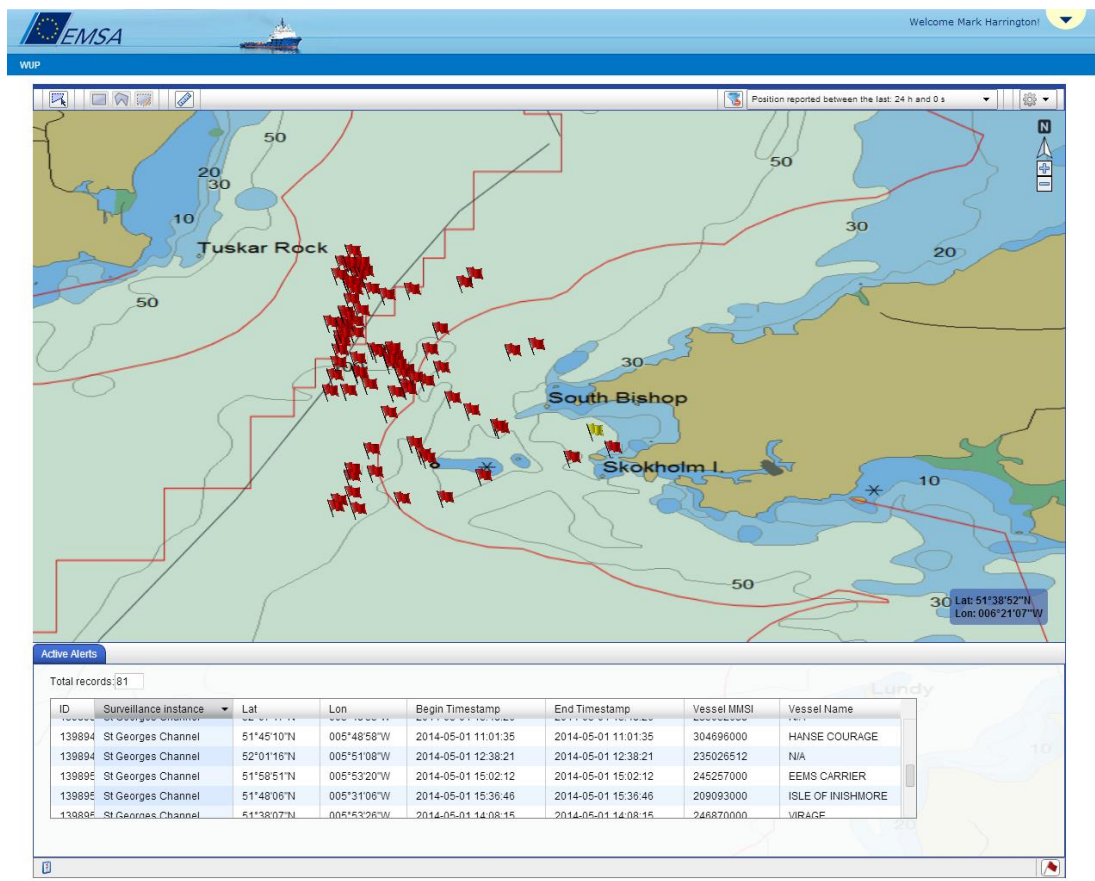 EMSA
Welcome Mark Harrington!
WUP
Position reported between the last: 24 h and 0 s
N
50
50
20
30
10
30
Tuskar Rock
20
50
30
South Bishop
Skokholm I.
10
50
30
Lat: 51°38'52"N
Lon: 006°21'07"W
Active Alerts
Total records: 81
Lundy
ID Surveillance instance Lat Lon Begin Timestamp End Timestamp Vessel MMSI Vessel Name
139894 St Georges Channel 51°45'10"N 005°48'58"W 2014-05-01 11:01:35 2014-05-01 11:01:35 304696000 HANSE COURAGE
139894 St Georges Channel 52°01'16"N 005°51'08"W 2014-05-01 12:38:21 2014-05-01 12:38:21 235026512 N/A
10
139895 St Georges Channel 51°58'51"N 005°53'20"W 2014-05-01 15:02:12 2014-05-01 15:02:12 245257000 EEMS CARRIER
139895 St Georges Channel 51°48'06"N 005°31'06"W 2014-05-01 15:36:46 2014-05-01 15:36:46 209093000 ISLE OF INISHMORE
139895 St Georges Channel 51°38'07"N 005°53'26"W 2014-05-01 14:08:15 2014-05-01 14:08:15 246870000 VIRAGE
20